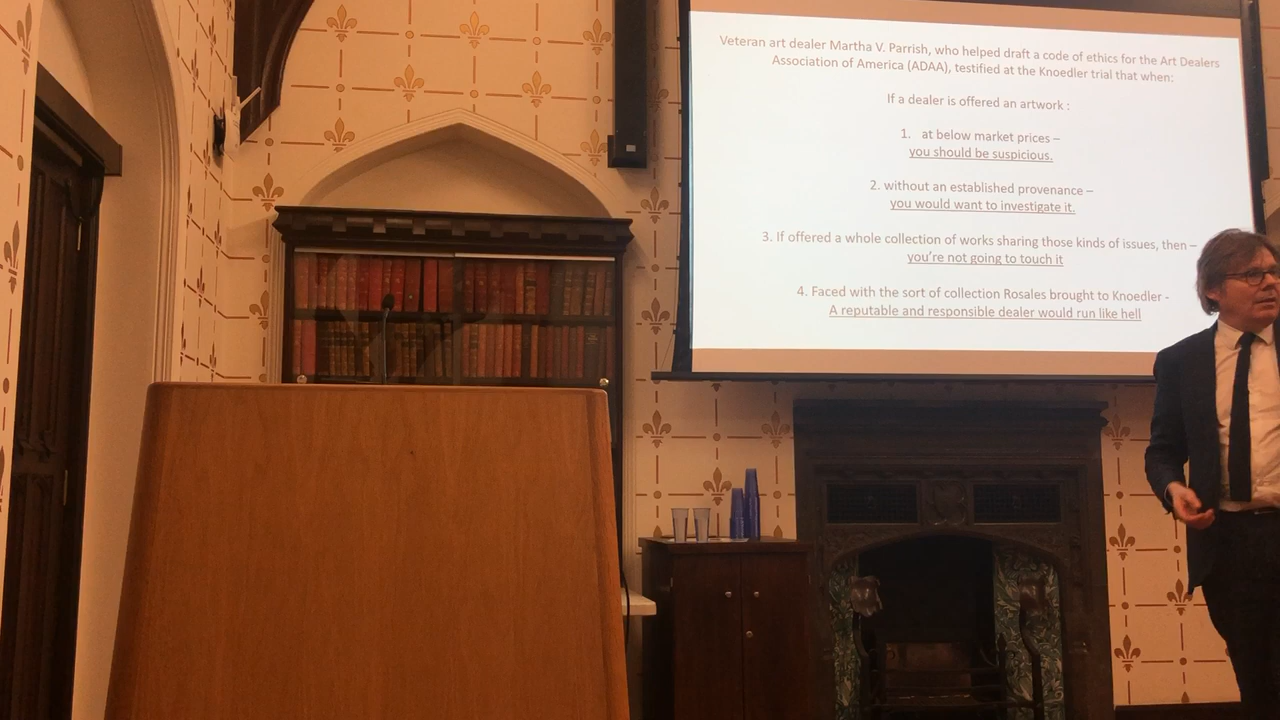 Veteran art dealer Martha V. Parrish, who helped draft a code of ethics for the Art Dealers
Association of America (ADAA), testified at the Knoedler trial that when:
If a dealer is offered an artwork :
1. at below market prices –
you should be suspicious.
2. without an established provenance –
you would want to investigate it.
3. If offered a whole collection of works sharing those kinds of issues, then –
you're not going to touch it
4. Faced with the sort of collection Rosales brought to Knoedler -
A reputable and responsible dealer would run like hell